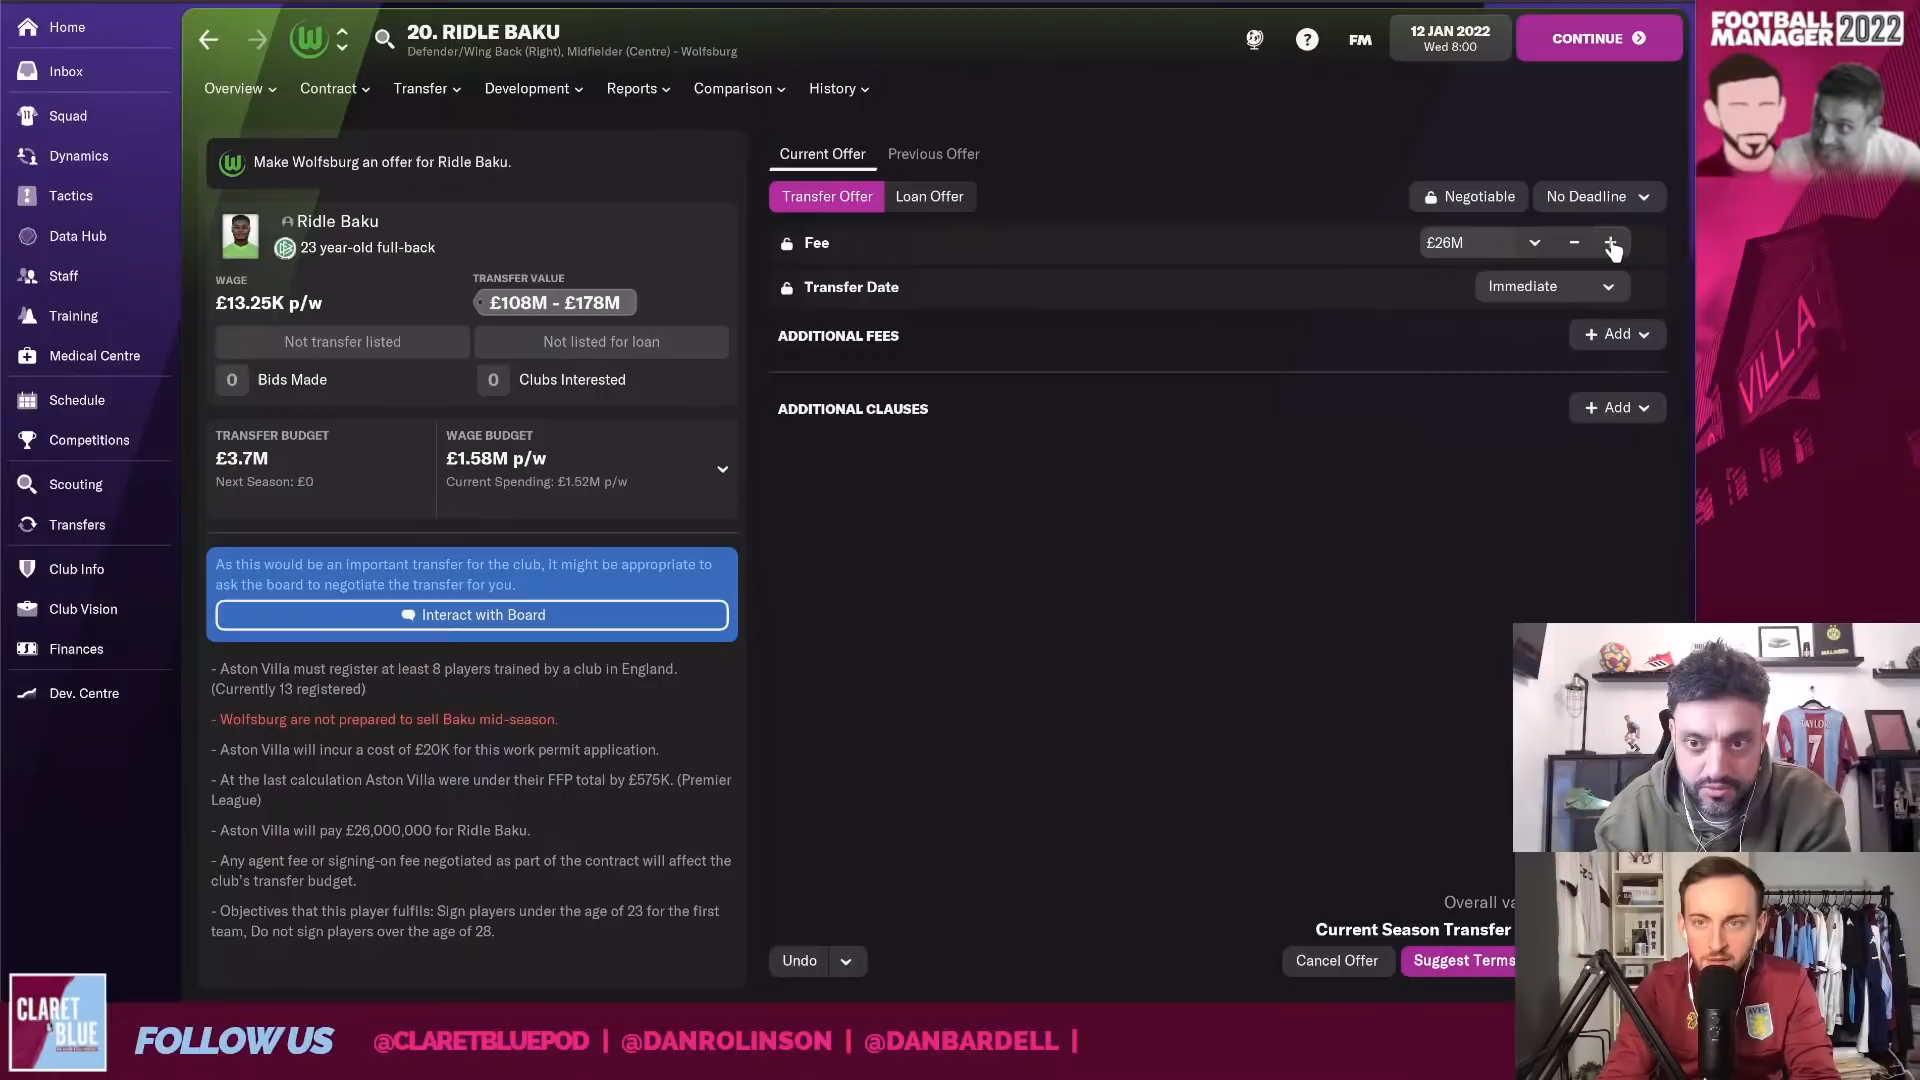 Home
Inbox
Squad
Dynamics
Tactics
Data Hub
Staff
Training
Medical Centre
Schedule
Competitions
Scouting
Transfers
Club Info
Club Vision
Finances
Dev. Centre
20. RIDLE BAKU
Defender/Wing Back (Right), Midfielder (Centre) - Wolfsburg
FM
12 JAN 2022
Wed 8:00
CONTINUE
FOOTBALL
MANAGER 2022
Overview
Contract
Transfer
Development
Reports
Comparison
History
Make Wolfsburg an offer for Ridle Baku.
Ridle Baku
23 year-old full-back
WAGE
£13.25K p/w
TRANSFER VALUE
£108M - £178M
Not transfer listed
Not listed for loan
0 Bids Made
0 Clubs Interested
TRANSFER BUDGET
£3.7M
Next Season: £0
WAGE BUDGET
£1.58M p/w
Current Spending: £1.52M p/w
As this would be an important transfer for the club, it might be appropriate to
ask the board to negotiate the transfer for you.
Interact with Board
- Aston Villa must register at least 8 players trained by a club in England.
(Currently 13 registered)
- Wolfsburg are not prepared to sell Baku mid-season.
- Aston Villa will incur a cost of £20K for this work permit application.
- At the last calculation Aston Villa were under their FFP total by £575K. (Premier
League)
- Aston Villa will pay £26,000,000 for Ridle Baku.
- Any agent fee or signing-on fee negotiated as part of the contract will affect the
club's transfer budget.
- Objectives that this player fulfils: Sign players under the age of 23 for the first
team, Do not sign players over the age of 28.
Current Offer
Previous Offer
Transfer Offer
Loan Offer
Negotiable
No Deadline
Fee
£26M
Transfer Date
Immediate
ADDITIONAL FEES
+ Add
ADDITIONAL CLAUSES
+ Add
Overall va
Current Season Transfer
Undo
Cancel Offer
Suggest Terms
VILLA
TAYLOR
7
AVFC
CLARET
& BLUE
FOLLOW US
@CLARETBLUEPOD | @DANROLINSON | @DANBARDELL |